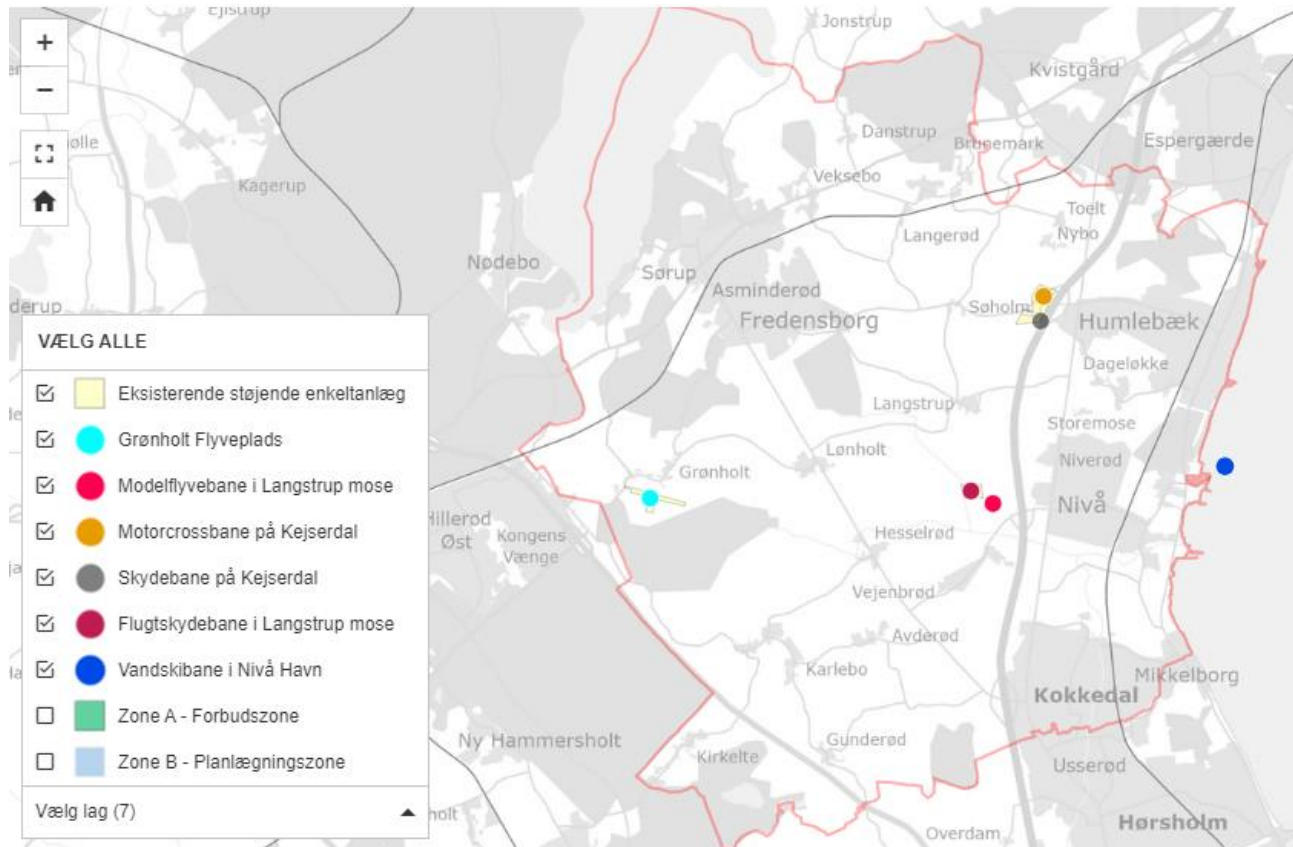 Ejlstrup
Jonstrup
+
Kvistgård
−
Danstrup
Brunemark
Espergærde
ølle
Veksebo
Kagerup
Toelt
Nybo
Langerød
Nødebo
Sørup
Asminderød
derup
Søholm
Fredensborg
Humlebæk
VÆLG ALLE
Dageløkke
Eksisterende støjende enkeltanlæg
Langstrup
Storemose
Grønholt Flyveplads
Lønholt
Niverød
Grønholt
Modelflyvebane i Langstrup mose
Nivå
Hillerød
Øst
Kongens
Vænge
Hesselrød
Motorcrossbane på Kejserdal
Skydebane på Kejserdal
Vejenbrød
Flugtskydebane i Langstrup mose
Avderød
Karlebo
Vandskibane i Nivå Havn
Mikkelborg
Kokkedal
Zone A - Forbudszone
Ny Hammersholt
Gunderød
Kirkelte
Zone B - Planlægningszone
Usserød
Vælg lag (7)
holt
Hørsholm
Overdam